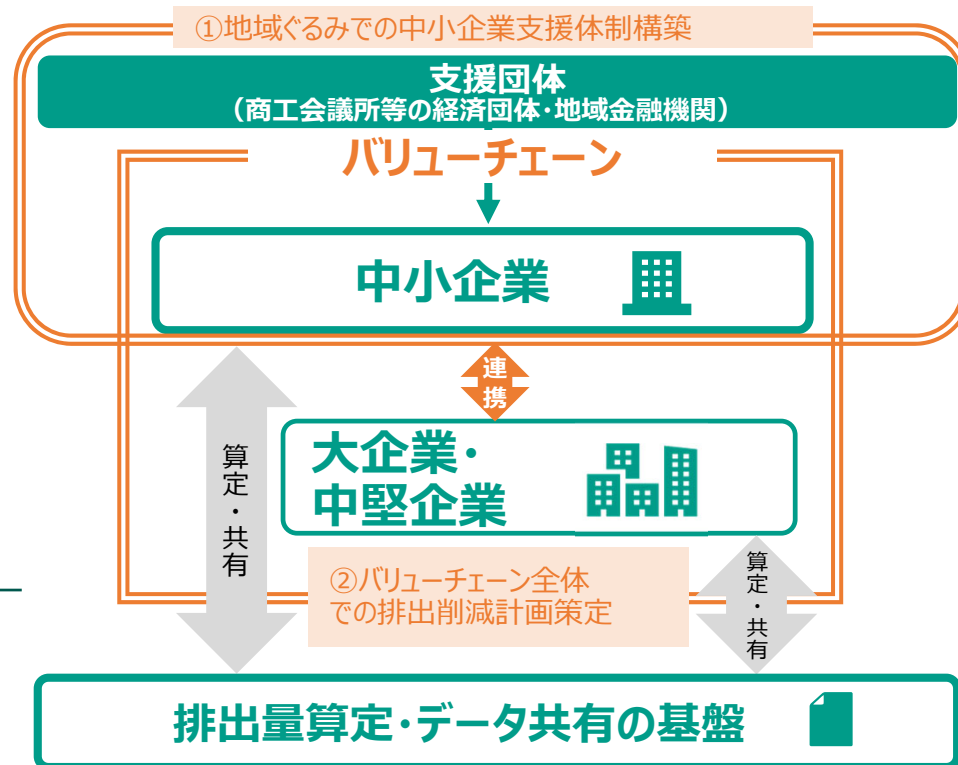 ①地域ぐるみでの中小企業支援体制構築
支援団体
（商工会議所等の経済団体・地域金融機関）
バリューチェーン
中小企業
連携
大企業・
中堅企業
算定・共有
②バリューチェーン全体
での排出削減計画策定
算定・共有
排出量算定・データ共有の基盤